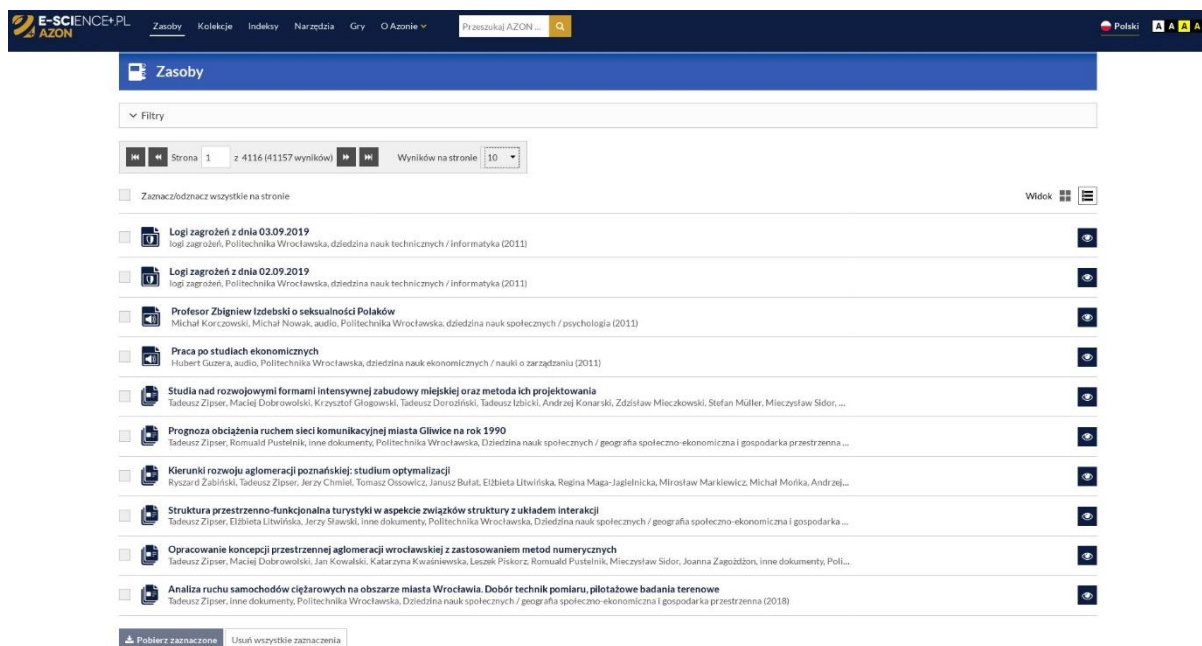 E-SCIENCE+.PL
AZON
Zasoby Kolekcje Indeksy Narzędzia Gry O Azonie Przeszukaj AZON ... Polski A A A A
Zasoby
Filtry
Strona 1 z 4116 (41157 wyników) Wyników na stronie 10
Zaznacz/odznacz wszystkie na stronie Widok
Logi zagrożeń z dnia 03.09.2019
logi zagrożeń, Politechnika Wrocławska, dziedzina nauk technicznych / informatyka (2011)
Logi zagrożeń z dnia 02.09.2019
logi zagrożeń, Politechnika Wrocławska, dziedzina nauk technicznych / informatyka (2011)
Profesor Zbigniew Izdebski o seksualności Polaków
Michał Korczowski, Michał Nowak, audio, Politechnika Wrocławska, dziedzina nauk społecznych / psychologia (2011)
Praca po studiach ekonomicznych
Hubert Guzera, audio, Politechnika Wrocławska, dziedzina nauk ekonomicznych / nauki o zarządzaniu (2011)
Studia nad rozwojowymi formami intensywnej zabudowy miejskiej oraz metoda ich projektowania
Tadeusz Zipser, Maciej Dobrowolski, Krzysztof Głogowski, Tadeusz Doroziński, Tadeusz Izbicki, Andrzej Konarski, Zdzisław Mieczkowski, Stefan Müller, Mieczysław Sidor, ...
Prognoza obciążenia ruchem sieci komunikacyjnej miasta Gliwice na rok 1990
Tadeusz Zipser, Romuald Pustelnik, inne dokumenty, Politechnika Wrocławska, Dziedzina nauk społecznych / geografia społeczno-ekonomiczna i gospodarka przestrzenna ...
Kierunki rozwoju aglomeracji poznańskiej: studium optymalizacji
Ryszard Żabiński, Tadeusz Zipser, Jerzy Chmiel, Tomasz Ossowicz, Janusz Bułat, Elżbieta Litwińska, Regina Maga-Jagielnicka, Mirosław Markiewicz, Michał Mońka, Andrzej...
Struktura przestrzenno-funkcjonalna turystyki w aspekcie związków struktury z układem interakcji
Tadeusz Zipser, Elżbieta Litwińska, Jerzy Sławski, inne dokumenty, Politechnika Wrocławska, Dziedzina nauk społecznych / geografia społeczno-ekonomiczna i gospodarka ...
Opracowanie koncepcji przestrzennej aglomeracji wrocławskiej z zastosowaniem metod numerycznych
Tadeusz Zipser, Maciej Dobrowolski, Jan Kowalski, Katarzyna Kwaśniewska, Leszek Piskorz, Romuald Pustelnik, Mieczysław Sidor, Joanna Zagożdżon, inne dokumenty, Poli...
Analiza ruchu samochodów ciężarowych na obszarze miasta Wrocławia. Dobór technik pomiaru, pilotażowe badania terenowe
Tadeusz Zipser, inne dokumenty, Politechnika Wrocławska, Dziedzina nauk społecznych / geografia społeczno-ekonomiczna i gospodarka przestrzenna (2018)
Pobierz zaznaczone Usuń wszystkie zaznaczenia